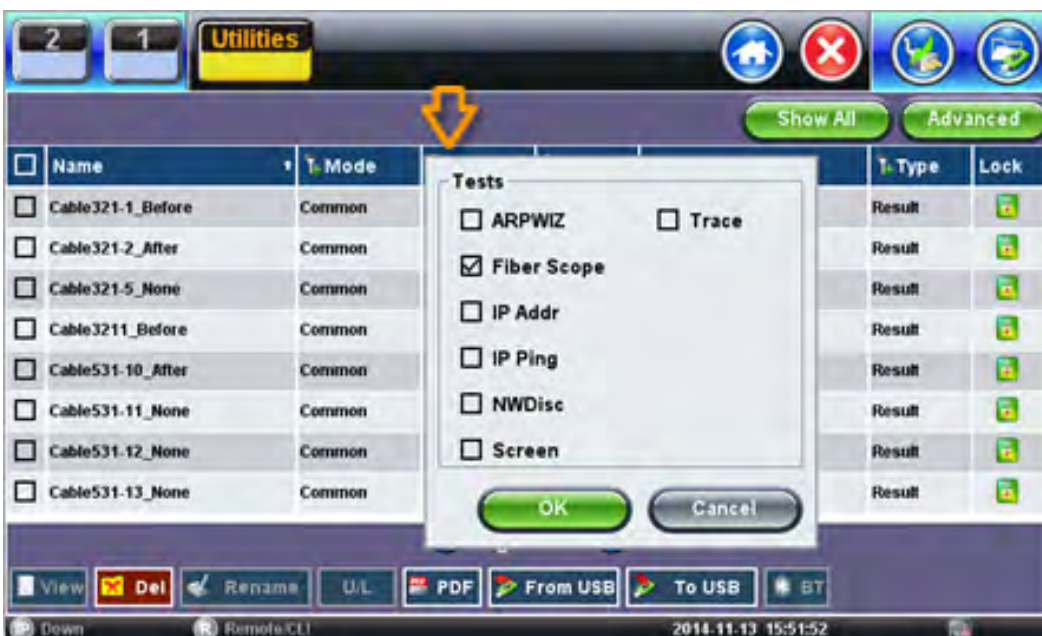 2 1 Utilities
Show All Advanced
Name Mode Type Lock
Tests
ARPWIZ Trace
Fiber Scope
IP Addr
IP Ping
NWDisc
Screen
OK Cancel
Cable321-1_Before Common Result
Cable321-2_After Common Result
Cable321-5_None Common Result
Cable3211_Before Common Result
Cable531-10_After Common Result
Cable531-11_None Common Result
Cable531-12_None Common Result
Cable531-13_None Common Result
View Del Rename U/L PDF From USB To USB BT
Down Remote/CLI 2014-11-13 15:51:52